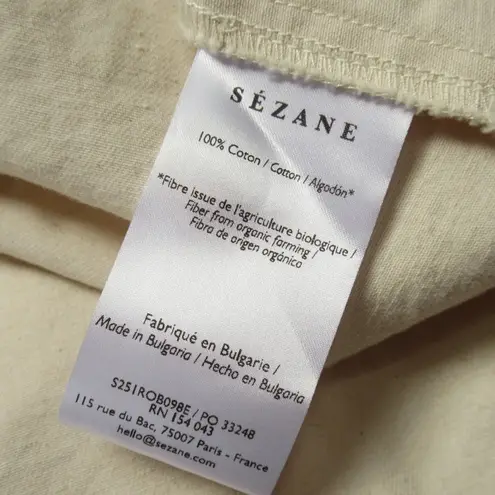 SÉZANE
100% Coton / Cotton / Algodón*
*Fibre issue de l'agriculture biologique /
Fiber from organic farming /
Fibra de origen orgánica
Fabriqué en Bulgarie /
Made in Bulgaria / Hecho en Bulgaria
S251ROB098E / PO 33248
RN 154 043
115 rue du Bac, 75007 Paris - France
hello@sezane.com